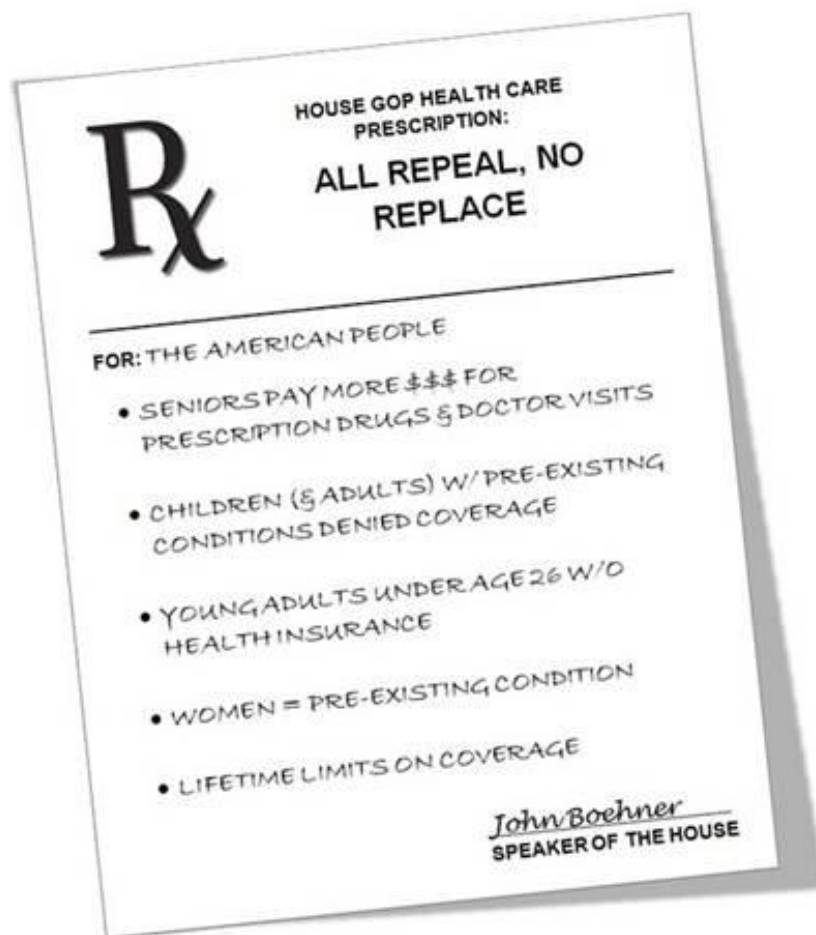 Rx
HOUSE GOP HEALTH CARE
PRESCRIPTION:
ALL REPEAL, NO
REPLACE
FOR: THE AMERICAN PEOPLE
• SENIORS PAY MORE $$$ FOR
PRESCRIPTION DRUGS & DOCTOR VISITS
• CHILDREN (& ADULTS) W/ PRE-EXISTING
CONDITIONS DENIED COVERAGE
• YOUNG ADULTS UNDER AGE 26 W/O
HEALTH INSURANCE
• WOMEN = PRE-EXISTING CONDITION
• LIFETIME LIMITS ON COVERAGE
John Boehner
SPEAKER OF THE HOUSE